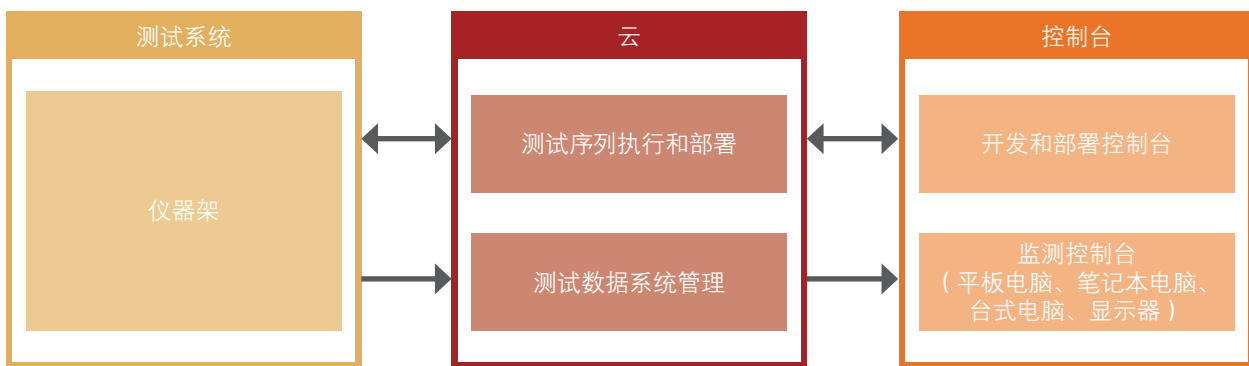 测试系统
云
控制台
仪器架
测试序列执行和部署
测试数据系统管理
开发和部署控制台
监测控制台
(平板电脑、笔记本电脑、
台式电脑、显示器)